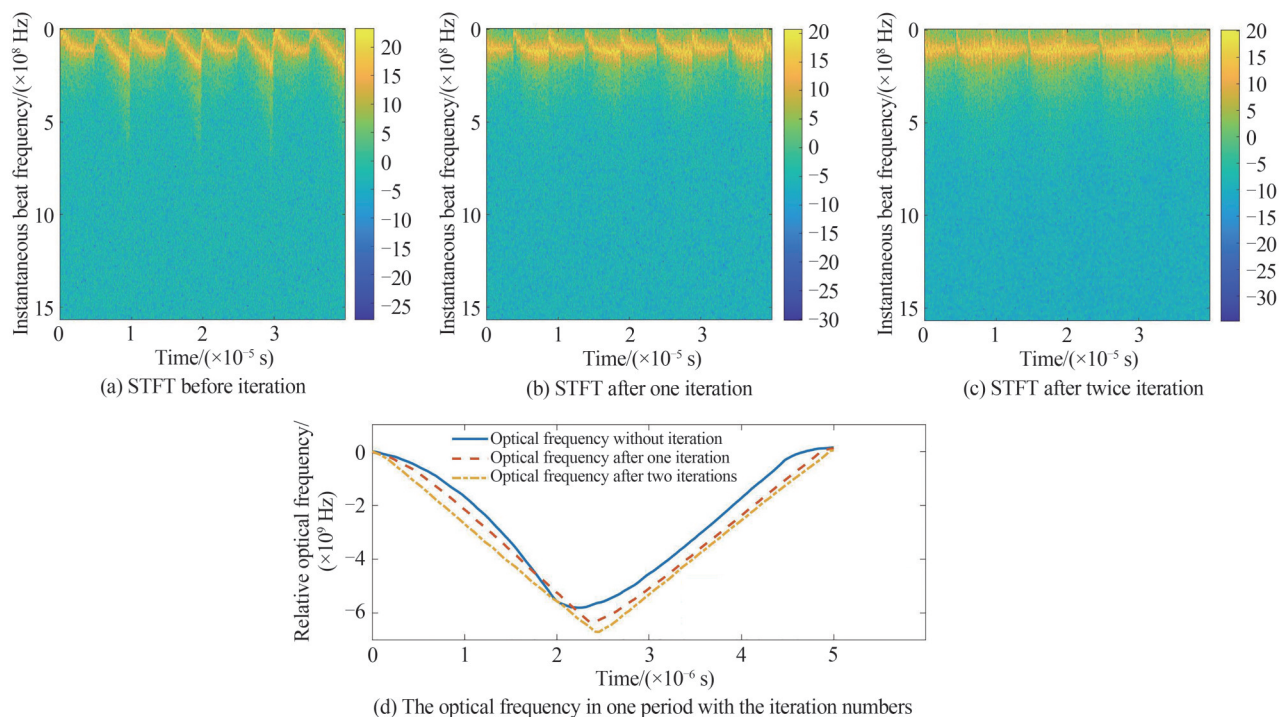 0
5
10
15
0 1 2 3
Instantaneous beat frequency/(×10⁸ Hz)
Time/(×10⁻⁵ s)
20
15
10
5
0
−5
−10
−15
−20
−25
(a) STFT before iteration
0
5
10
15
0 1 2 3
Instantaneous beat frequency/(×10⁸ Hz)
Time/(×10⁻⁵ s)
20
15
10
5
0
−5
−10
−15
−20
−25
−30
(b) STFT after one iteration
0
5
10
15
0 1 2 3
Instantaneous beat frequency/(×10⁸ Hz)
Time/(×10⁻⁵ s)
20
15
10
5
0
−5
−10
−15
−20
−25
−30
(c) STFT after twice iteration
Relative optical frequency/
(×10⁹ Hz)
0
−2
−4
−6
Optical frequency without iteration
Optical frequency after one iteration
Optical frequency after two iterations
0 1 2 3 4 5
Time/(×10⁻⁶ s)
(d) The optical frequency in one period with the iteration numbers